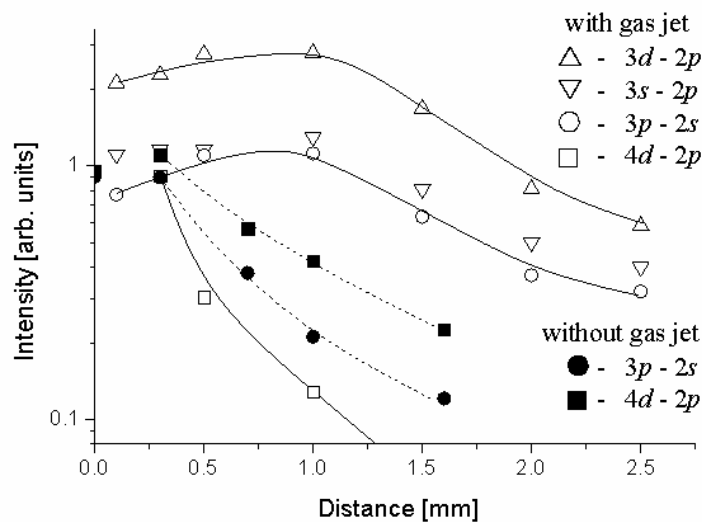 with gas jet
△ - 3d - 2p
▽ - 3s - 2p
○ - 3p - 2s
□ - 4d - 2p
without gas jet
● - 3p - 2s
■ - 4d - 2p
Intensity [arb. units]
1
0.1
0.0 0.5 1.0 1.5 2.0 2.5
Distance [mm]